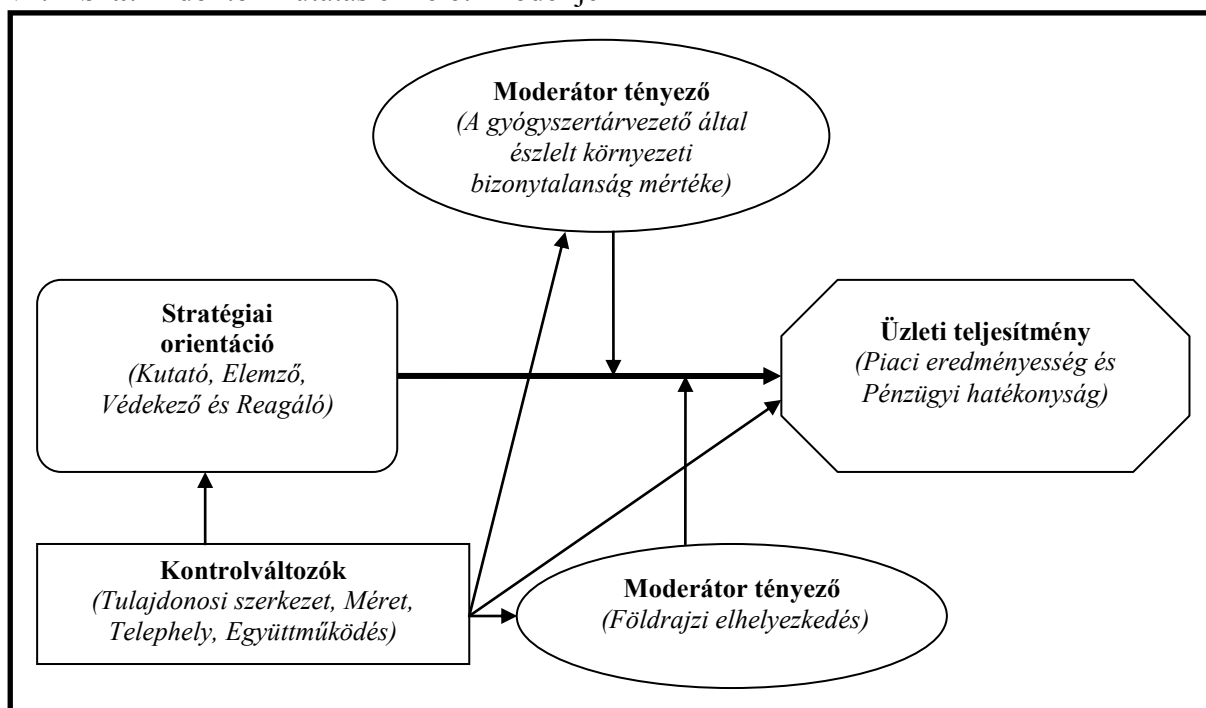 Moderátor tényező
(A gyógyszertárvezető által
észlelt környezeti
bizonytalanság mértéke)
Stratégiai
orientáció
(Kutató, Elemző,
Védekező és Reagáló)
Üzleti teljesítmény
(Piaci eredményesség és
Pénzügyi hatékonyság)
Kontrolváltozók
(Tulajdonosi szerkezet, Méret,
Telephely, Együttműködés)
Moderátor tényező
(Földrajzi elhelyezkedés)